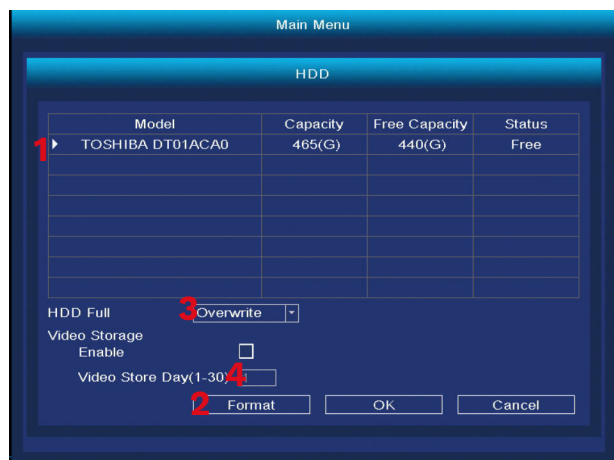 Main Menu
HDD
Model Capacity Free Capacity Status
1 TOSHIBA DT01ACA0 465(G) 440(G) Free
HDD Full 3 Overwrite
Video Storage
Enable
Video Store Day(1-30) 4
2 Format OK Cancel